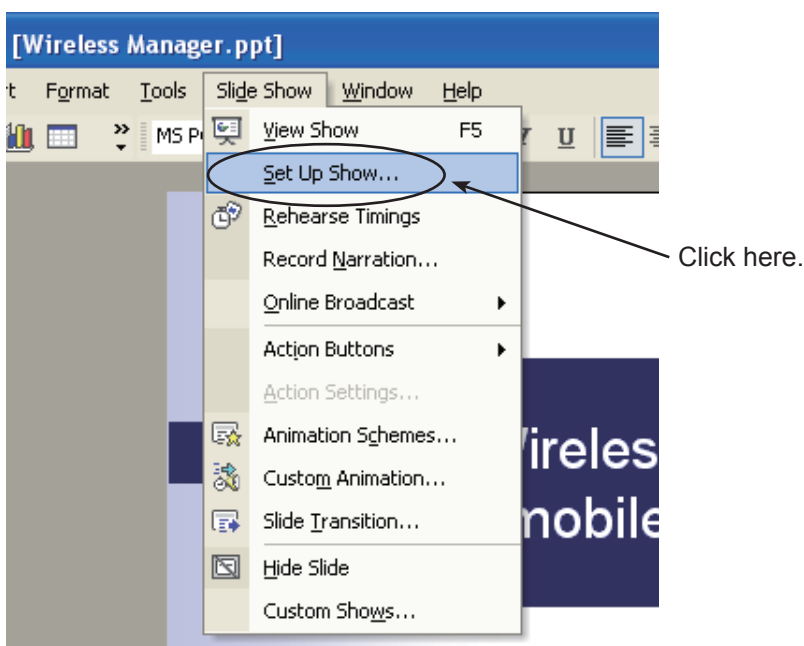 [Wireless Manager.ppt]
Format Tools Slide Show Window Help
MS P
View Show F5 U
Set Up Show...
Rehearse Timings
Click here.
Record Narration...
Online Broadcast
Action Buttons
Action Settings...
Animation Schemes...
Custom Animation...
Slide Transition...
Hide Slide
Custom Shows...
ireles
mobile